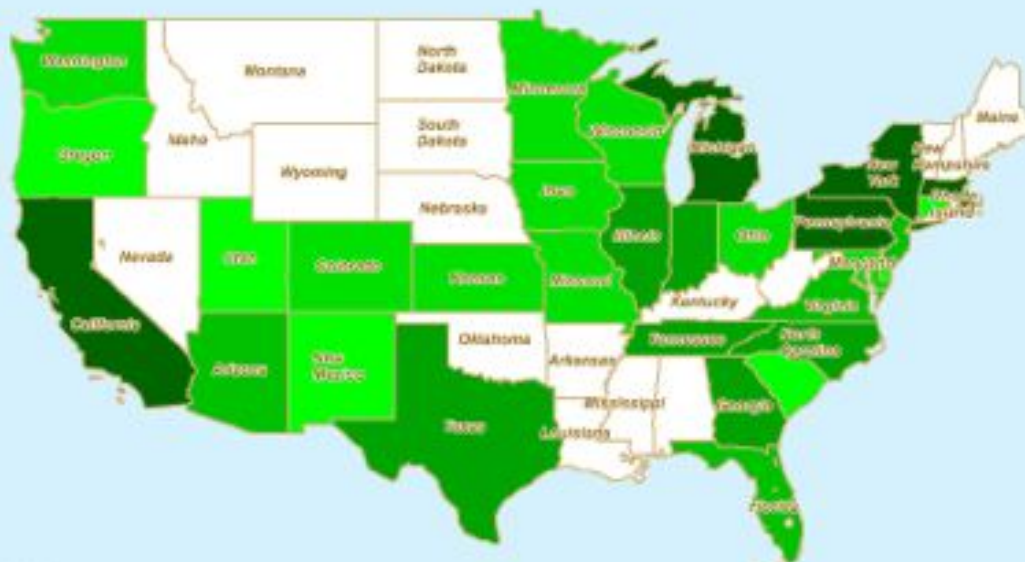 Washington
Montana
North
Dakota
Minnesota
Maine
Oregon
Idaho
South
Dakota
Wisconsin
Michigan
New
Hampshire
New
York
Wyoming
Iowa
Nebraska
Illinois
Ohio
Pennsylvania
Island
Nevada
Utah
Colorado
Kansas
Missouri
Kentucky
Virginia
Maryland
California
Arizona
New
Mexico
Oklahoma
Arkansas
Tennessee
North
Carolina
Texas
Louisiana
Mississippi
Georgia
Florida